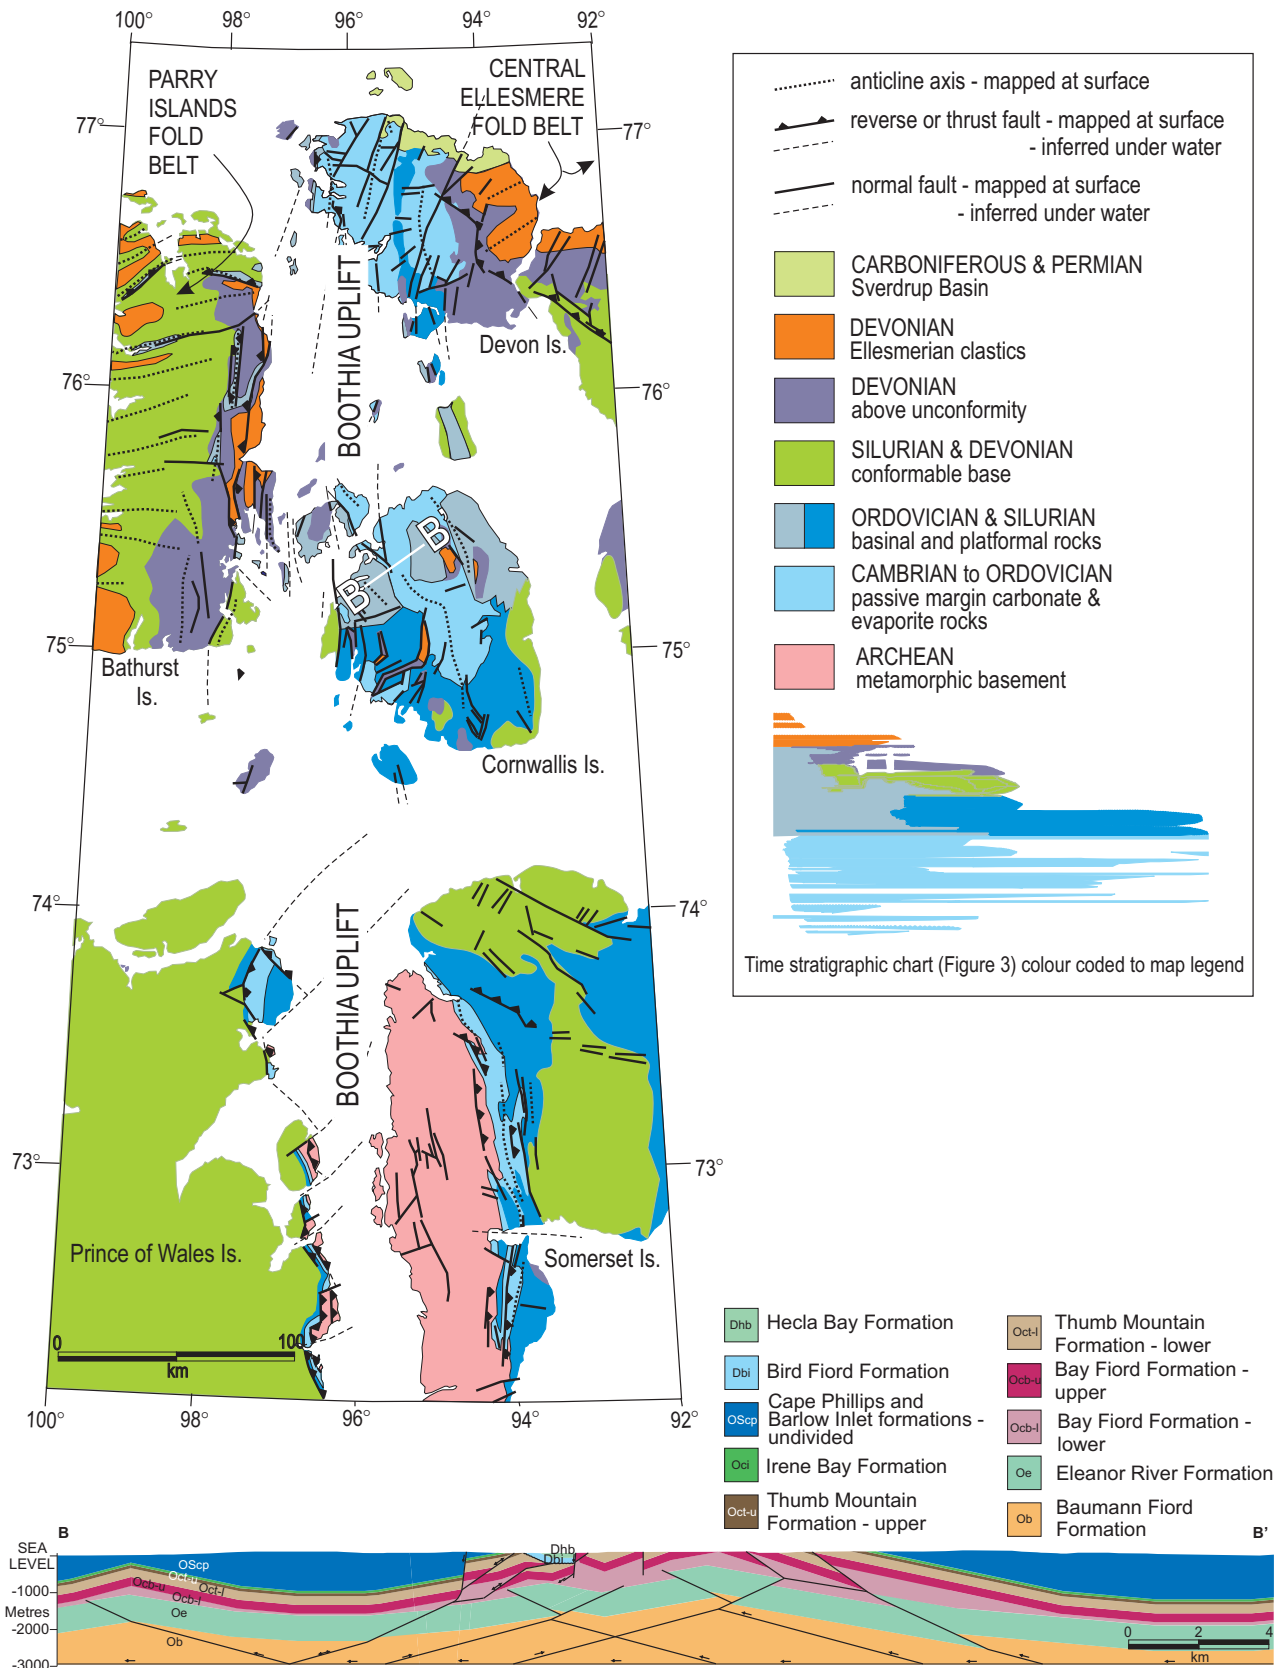 100° 98° 96° 94° 92°
PARRY
ISLANDS
FOLD
BELT
CENTRAL
ELLESMERE
FOLD BELT
77° 77°
BOOTHIA UPLIFT
Devon Is.
76° 76°
B B'
75° 75°
Bathurst
Is.
Cornwallis Is.
74° 74°
BOOTHIA UPLIFT
73° 73°
Prince of Wales Is.
Somerset Is.
0 100
km
100° 98° 96° 94° 92°
anticline axis - mapped at surface
reverse or thrust fault - mapped at surface
- inferred under water
normal fault - mapped at surface
- inferred under water
CARBONIFEROUS & PERMIAN
Sverdrup Basin
DEVONIAN
Ellesmerian clastics
DEVONIAN
above unconformity
SILURIAN & DEVONIAN
conformable base
ORDOVICIAN & SILURIAN
basinal and platformal rocks
CAMBRIAN to ORDOVICIAN
passive margin carbonate &
evaporite rocks
ARCHEAN
metamorphic basement
Time stratigraphic chart (Figure 3) colour coded to map legend
Dhb Hecla Bay Formation
Dbi Bird Fiord Formation
OScp Cape Phillips and
Barlow Inlet formations -
undivided
Oci Irene Bay Formation
Oct-u Thumb Mountain
Formation - upper
Oct-l Thumb Mountain
Formation - lower
Ocb-u Bay Fiord Formation -
upper
Ocb-l Bay Fiord Formation -
lower
Oe Eleanor River Formation
Ob Baumann Fiord
Formation
B B'
SEA
LEVEL
-1000
Metres
-2000
-3000
OScp
Oct-u
Oct-l
Ocb-u
Ocb-l
Oe
Ob
Dhb
Dbi
0 2 4
km